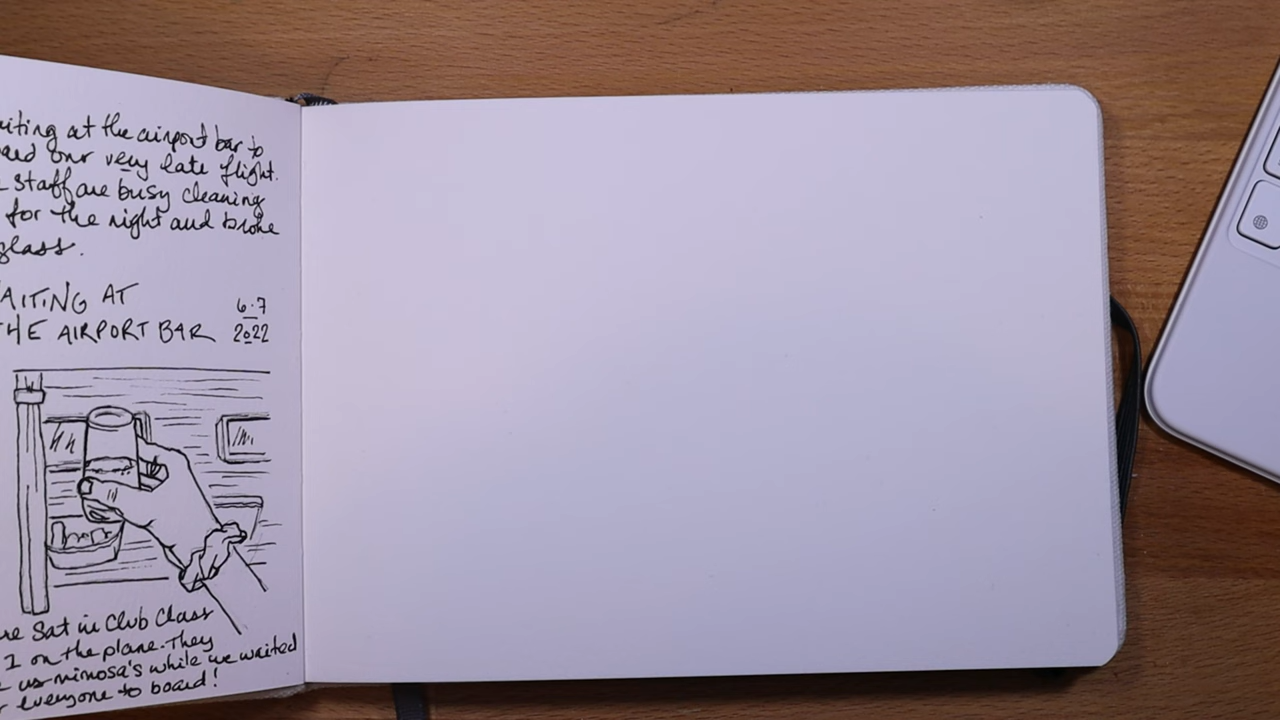 iting at the airport bar to
our very late flight.
staff are busy cleaning
for the night and broke
glass.
AITING AT
HE AIRPORT BAR
6.7
2022
Sat in Club Class
1 on the plane. They
us mimosa's while we waited
everyone to board!